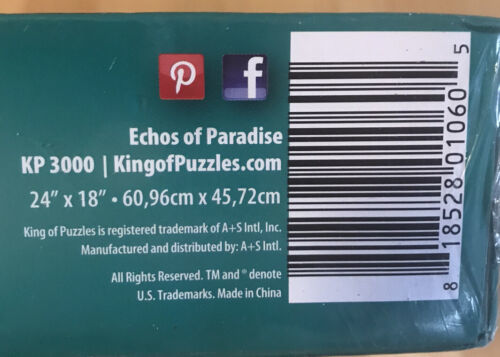 Echos of Paradise
KP 3000 | KingofPuzzles.com
24” x 18” • 60,96cm x 45,72cm
King of Puzzles is registered trademark of A+S Intl, Inc.
Manufactured and distributed by: A+S Intl.
All Rights Reserved. TM and ® denote
U.S. Trademarks. Made in China
8 18528 01060 5